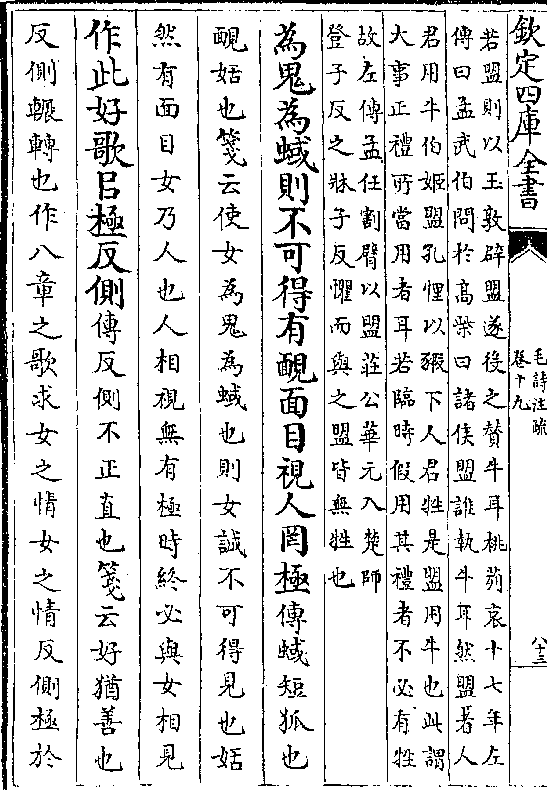 欽定四庫全書
毛詩注疏
卷十九
八十三
若盟則以玉敦辟盟遂役之贊牛耳桃茢哀十七年左
傳曰孟武伯問於高柴曰諸侯盟誰執牛耳然盟者人
君用牛伯姬盟孔悝以豭下人君牲是盟用牛也此謂
大事正禮所當用者耳若臨時假用其禮者不必有牲
故左傳孟任割臂以盟莊公華元入楚師
登子反之牀子反懼而與之盟皆無牲也
為鬼為蜮則不可得有靦面目視人罔極傳蜮短狐也
靦姡也箋云使女為鬼為蜮也則女誠不可得見也姡
然有面目女乃人也人相視無有極時終必與女相見
作此好歌㠯極反側傳反側不正直也箋云好猶善也
反側輾轉也作八章之歌求女之情女之情反側極於